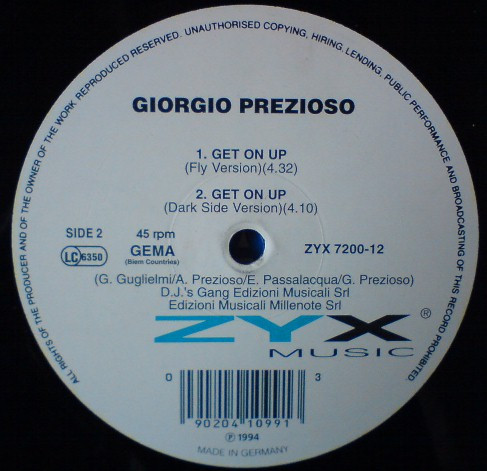 ALL RIGHTS OF THE PRODUCER AND OF THE OWNER OF THE WORK REPRODUCED RESERVED. UNAUTHORISED COPYING, HIRING, LENDING, PUBLIC PERFORMANCE AND BROADCASTING OF THIS RECORD PROHIBITED.
GIORGIO PREZIOSO
1. GET ON UP
(Fly Version)(4.32)
2. GET ON UP
(Dark Side Version)(4.10)
SIDE 2 45 rpm
LC 6350 GEMA ZYX 7200-12
(Biem Countries)
(G. Guglielmi/A. Prezioso/E. Passalacqua/G. Prezioso)
D.J.'s Gang Edizioni Musicali Srl
Edizioni Musicali Millenote Srl
ZYX ®
MUSIC
0 3
90204 10991
℗ 1994
MADE IN GERMANY